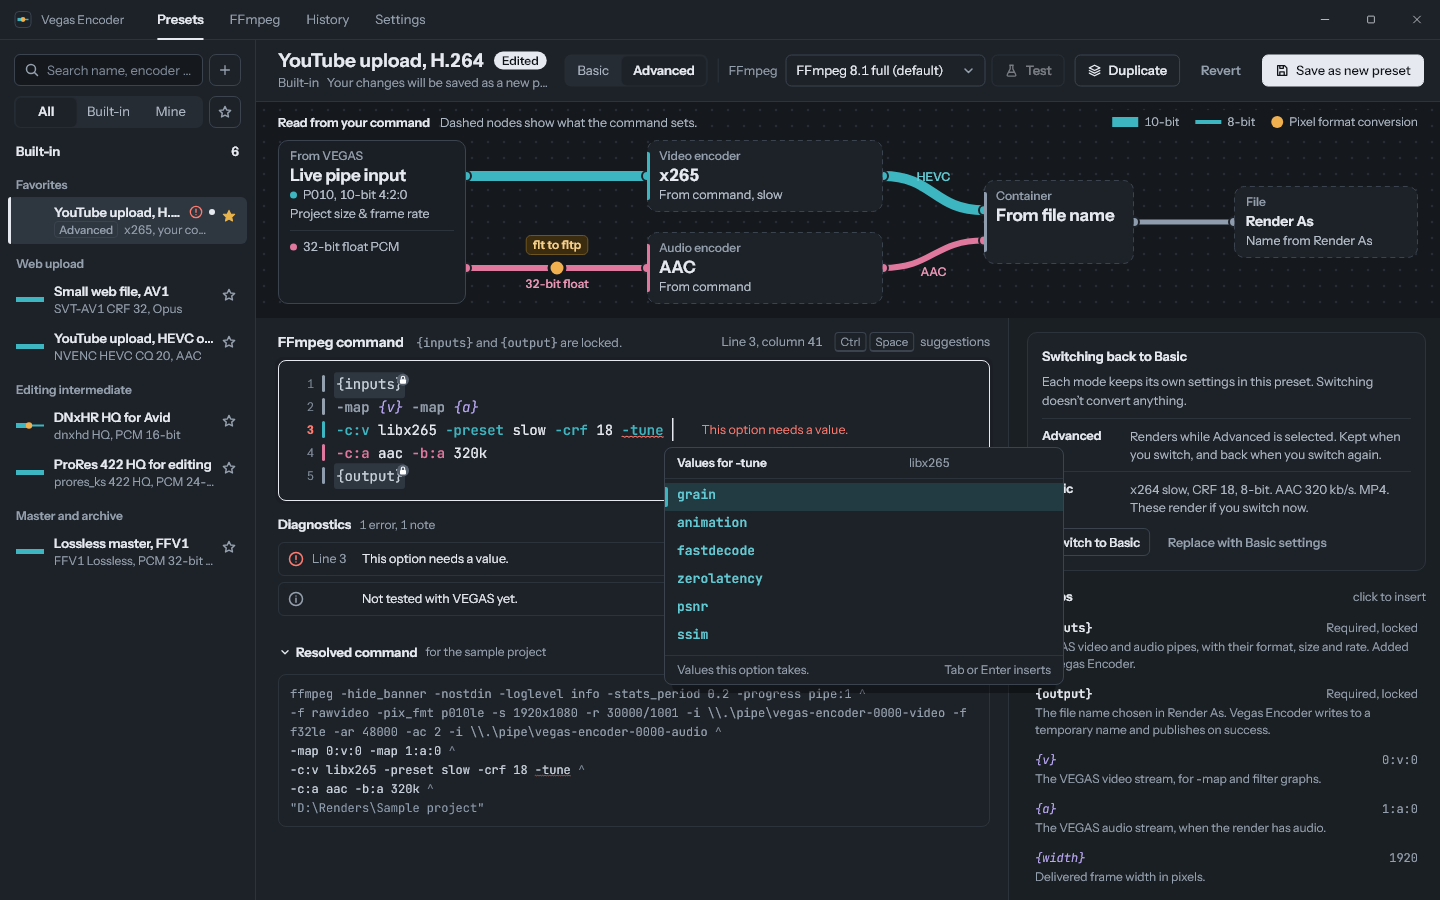 Vegas Encoder
Presets
FFmpeg
History
Settings
Search name, encoder ...
All
Built-in
Mine
Built-in
6
Favorites
YouTube upload, H....
Advanced
x265, your co...
Web upload
Small web file, AV1
SVT-AV1 CRF 32, Opus
YouTube upload, HEVC o...
NVENC HEVC CQ 20, AAC
Editing intermediate
DNxHR HQ for Avid
dnxhd HQ, PCM 16-bit
ProRes 422 HQ for editing
prores_ks 422 HQ, PCM 24-...
Master and archive
Lossless master, FFV1
FFV1 Lossless, PCM 32-bit ...
YouTube upload, H.264
Edited
Built-in Your changes will be saved as a new p...
Basic
Advanced
FFmpeg
FFmpeg 8.1 full (default)
Test
Duplicate
Revert
Save as new preset
Read from your command Dashed nodes show what the command sets.
10-bit
8-bit
Pixel format conversion
From VEGAS
Live pipe input
P010, 10-bit 4:2:0
Project size & frame rate
32-bit float PCM
flt to fltp
32-bit float
Video encoder
x265
From command, slow
Audio encoder
AAC
From command
HEVC
AAC
Container
From file name
File
Render As
Name from Render As
FFmpeg command {inputs} and {output} are locked.
Line 3, column 41
Ctrl
Space
suggestions
1 {inputs}
2 -map {v} -map {a}
3 -c:v libx265 -preset slow -crf 18 -tune This option needs a value.
4 -c:a aac -b:a 320k
5 {output}
Values for -tune
libx265
grain
animation
fastdecode
zerolatency
psnr
ssim
Values this option takes.
Tab or Enter inserts
Diagnostics 1 error, 1 note
Line 3 This option needs a value.
Not tested with VEGAS yet.
Resolved command for the sample project
ffmpeg -hide_banner -nostdin -loglevel info -stats_period 0.2 -progress pipe:1 ^
-f rawvideo -pix_fmt p010le -s 1920x1080 -r 30000/1001 -i \\.\pipe\vegas-encoder-0000-video -f
f32le -ar 48000 -ac 2 -i \\.\pipe\vegas-encoder-0000-audio ^
-map 0:v:0 -map 1:a:0 ^
-c:v libx265 -preset slow -crf 18 -tune ^
-c:a aac -b:a 320k ^
"D:\Renders\Sample project"
Switching back to Basic
Each mode keeps its own settings in this preset. Switching
doesn't convert anything.
Advanced
Renders while Advanced is selected. Kept when
you switch, and back when you switch again.
x264 slow, CRF 18, 8-bit. AAC 320 kb/s. MP4.
These render if you switch now.
witch to Basic
Replace with Basic settings
click to insert
uts}
Required, locked
AS video and audio pipes, with their format, size and rate. Added
egas Encoder.
{output}
Required, locked
The file name chosen in Render As. Vegas Encoder writes to a
temporary name and publishes on success.
{v}
0:v:0
The VEGAS video stream, for -map and filter graphs.
{a}
1:a:0
The VEGAS audio stream, when the render has audio.
{width}
1920
Delivered frame width in pixels.